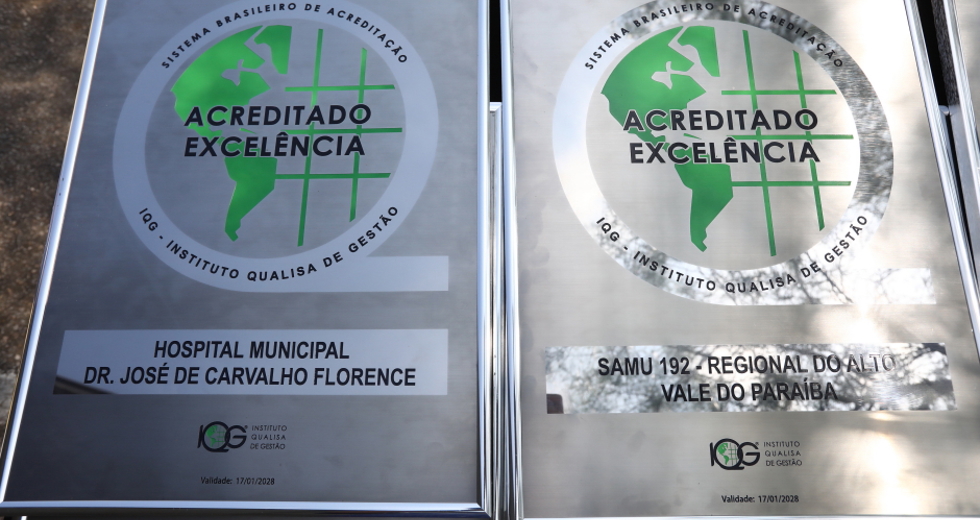 SISTEMA BRASILEIRO DE ACREDITAÇÃO
ACREDITADO
EXCELÊNCIA
IQG - INSTITUTO QUALISA DE GESTÃO
HOSPITAL MUNICIPAL
DR. JOSÉ DE CARVALHO FLORENCE
IQG
INSTITUTO
QUALISA
DE GESTÃO
Validade: 17/01/2028
SISTEMA BRASILEIRO DE ACREDITAÇÃO
ACREDITADO
EXCELÊNCIA
IQG - INSTITUTO QUALISA DE GESTÃO
SAMU 192 - REGIONAL DO ALTO
VALE DO PARAÍBA
IQG
INSTITUTO
QUALISA
DE GESTÃO
Validade: 17/01/2028